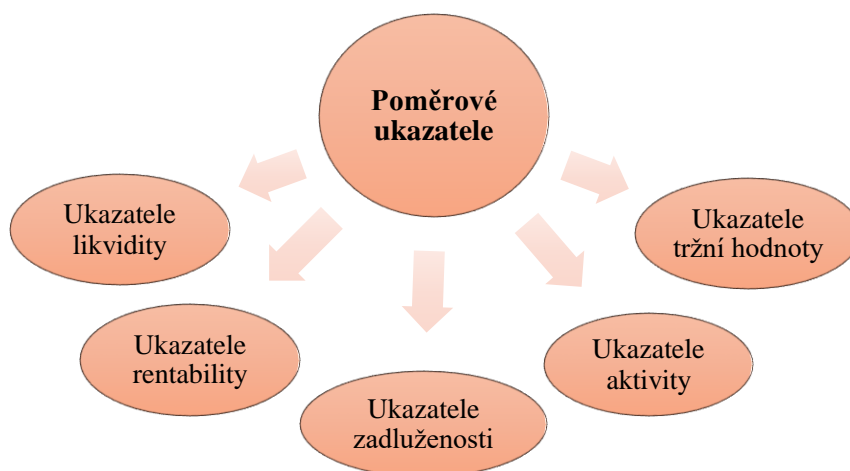 Poměrové
ukazatele
Ukazatele
likvidity
Ukazatele
rentability
Ukazatele
zadluženosti
Ukazatele
aktivity
Ukazatele
tržní hodnoty